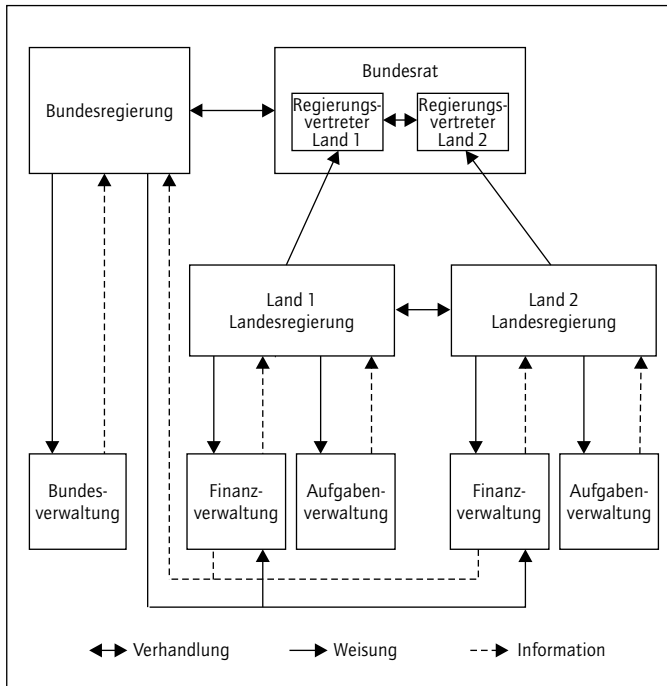 Bundesregierung
Bundesrat
Regierungs-
vertreter
Land 1
Regierungs-
vertreter
Land 2
Land 1
Landesregierung
Land 2
Landesregierung
Bundes-
verwaltung
Finanz-
verwaltung
Aufgaben-
verwaltung
Finanz-
verwaltung
Aufgaben-
verwaltung
Verhandlung
Weisung
Information